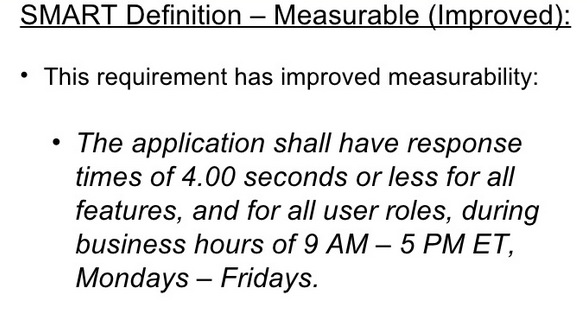 SMART Definition – Measurable (Improved):
• This requirement has improved measurability:
• The application shall have response
times of 4.00 seconds or less for all
features, and for all user roles, during
business hours of 9 AM – 5 PM ET,
Mondays – Fridays.